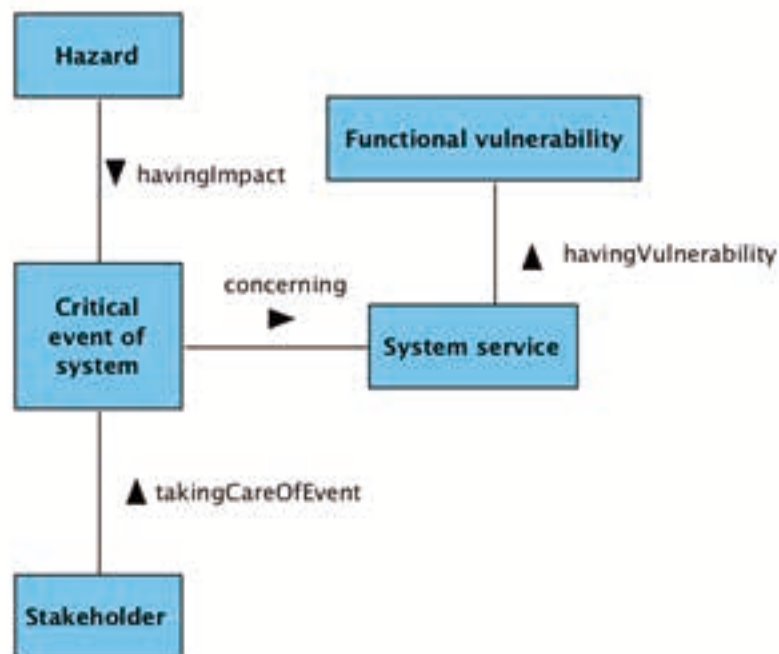 Hazard
Functional vulnerability
havingImpact
havingVulnerability
concerning
Critical
event of
system
System service
takingCareOfEvent
Stakeholder